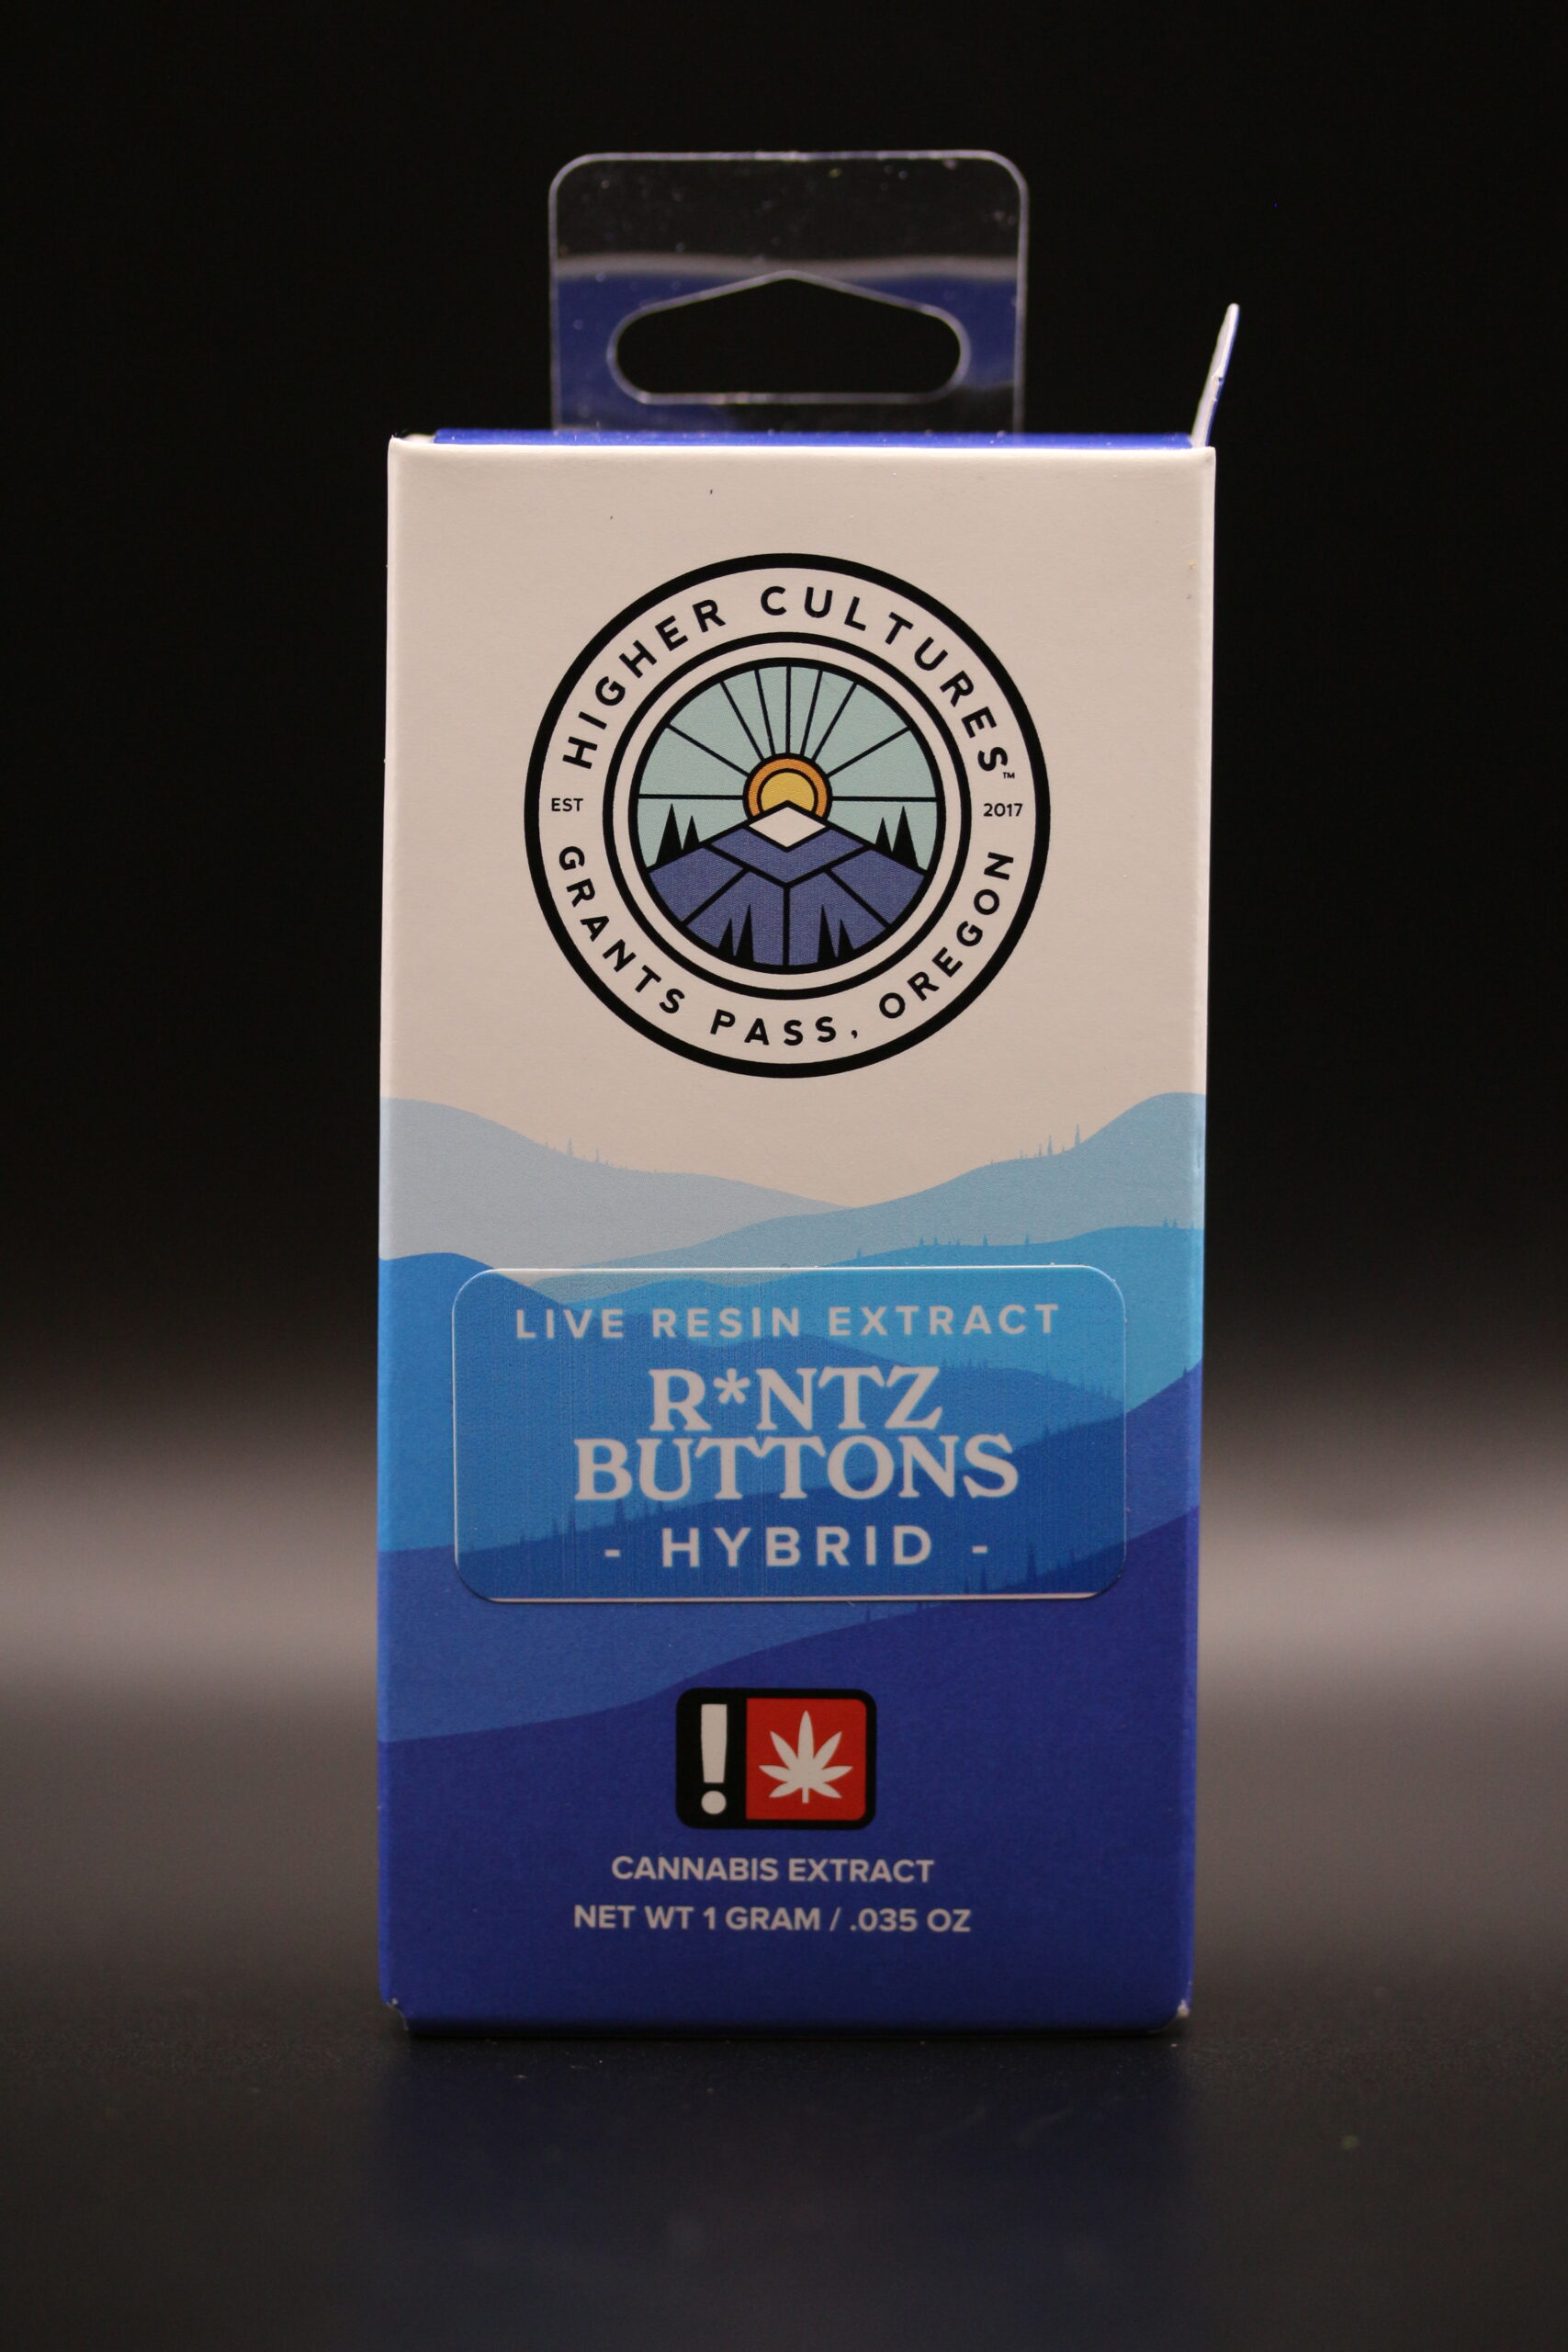 HIGHER CULTURES™
EST 2017
GRANTS PASS, OREGON
LIVE RESIN EXTRACT
R*NTZ
BUTTONS
- HYBRID -
!
CANNABIS EXTRACT
NET WT 1 GRAM / .035 OZ